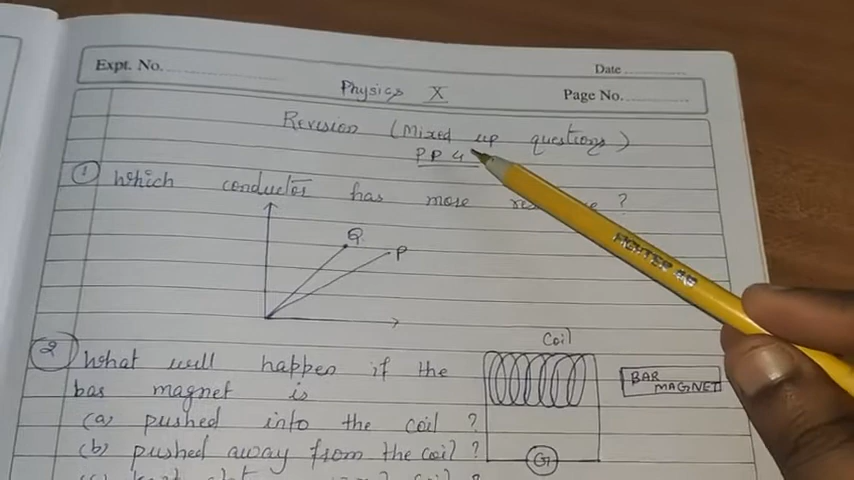 Expt. No.
Date
Physics X
Page No.
Revision (Mixed up questions)
PP 4
① Which conductor has more ?
Q
P
② What will happen if the
bar magnet is
(a) pushed into the coil ?
(b) pushed away from the coil ?
Coil
BAR
MAGNET
G